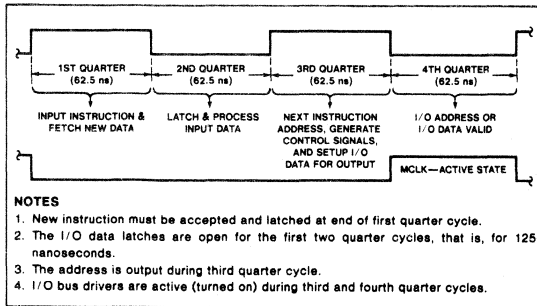 1ST QUARTER
(62.5 ns)
2ND QUARTER
(62.5 ns)
3RD QUARTER
(62.5 ns)
4TH QUARTER
(62.5 ns)
INPUT INSTRUCTION &
FETCH NEW DATA
LATCH & PROCESS
INPUT DATA
NEXT INSTRUCTION
ADDRESS, GENERATE
CONTROL SIGNALS,
AND SETUP I/O
DATA FOR OUTPUT
I/O ADDRESS OR
I/O DATA VALID
MCLK—ACTIVE STATE
NOTES
1. New instruction must be accepted and latched at end of first quarter cycle.
2. The I/O data latches are open for the first two quarter cycles, that is, for 125
nanoseconds.
3. The address is output during third quarter cycle.
4. I/O bus drivers are active (turned on) during third and fourth quarter cycles.